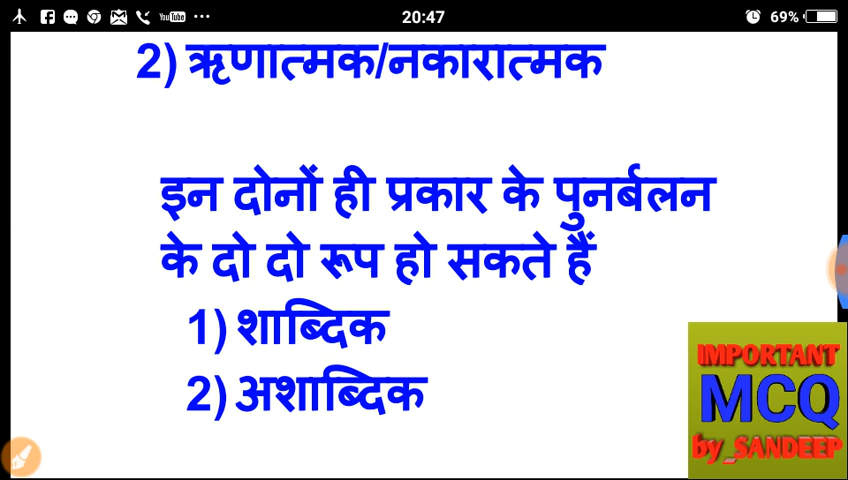 20:47
69%
2) ऋणात्मक/नकारात्मक
इन दोनों ही प्रकार के पुनर्बलन
के दो दो रूप हो सकते हैं
1) शाब्दिक
2) अशाब्दिक
IMPORTANT
MCQ
by_SANDEEP